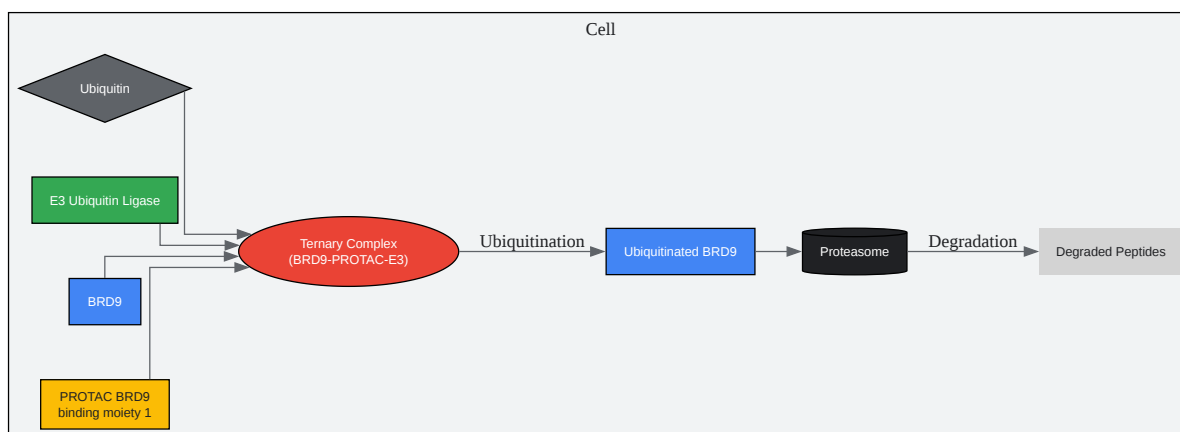 Cell
Ubiquitin
E3 Ubiquitin Ligase
BRD9
PROTAC BRD9
binding moiety 1
Ternary Complex
(BRD9-PROTAC-E3)
Ubiquitination
Ubiquitinated BRD9
Proteasome
Degradation
Degraded Peptides